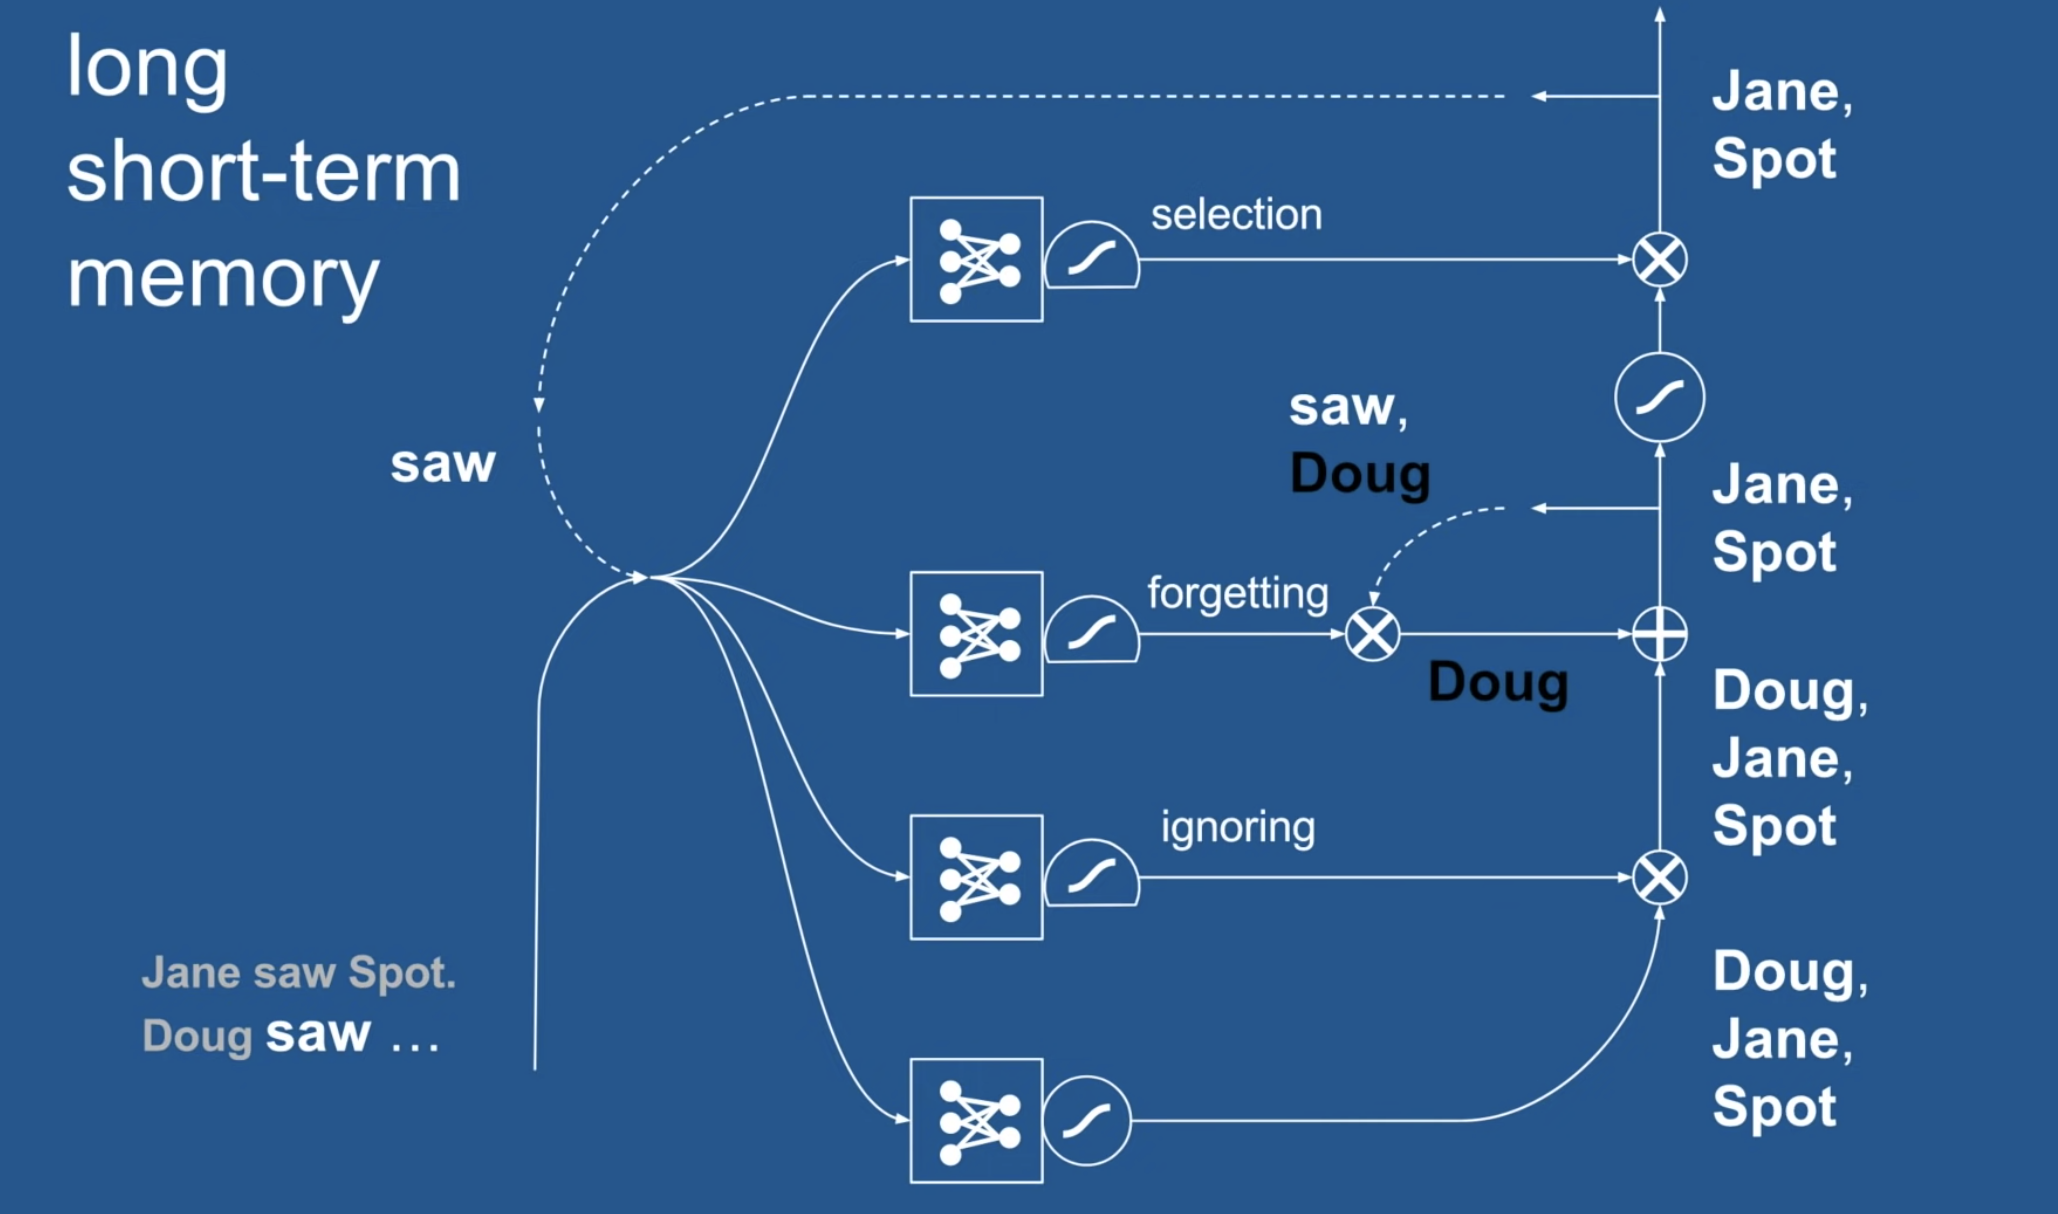 long
short-term
memory
Jane,
Spot
selection
saw,
Doug
saw
Jane,
Spot
forgetting
Doug
Doug,
Jane,
Spot
ignoring
Jane saw Spot.
Doug saw ...
Doug,
Jane,
Spot